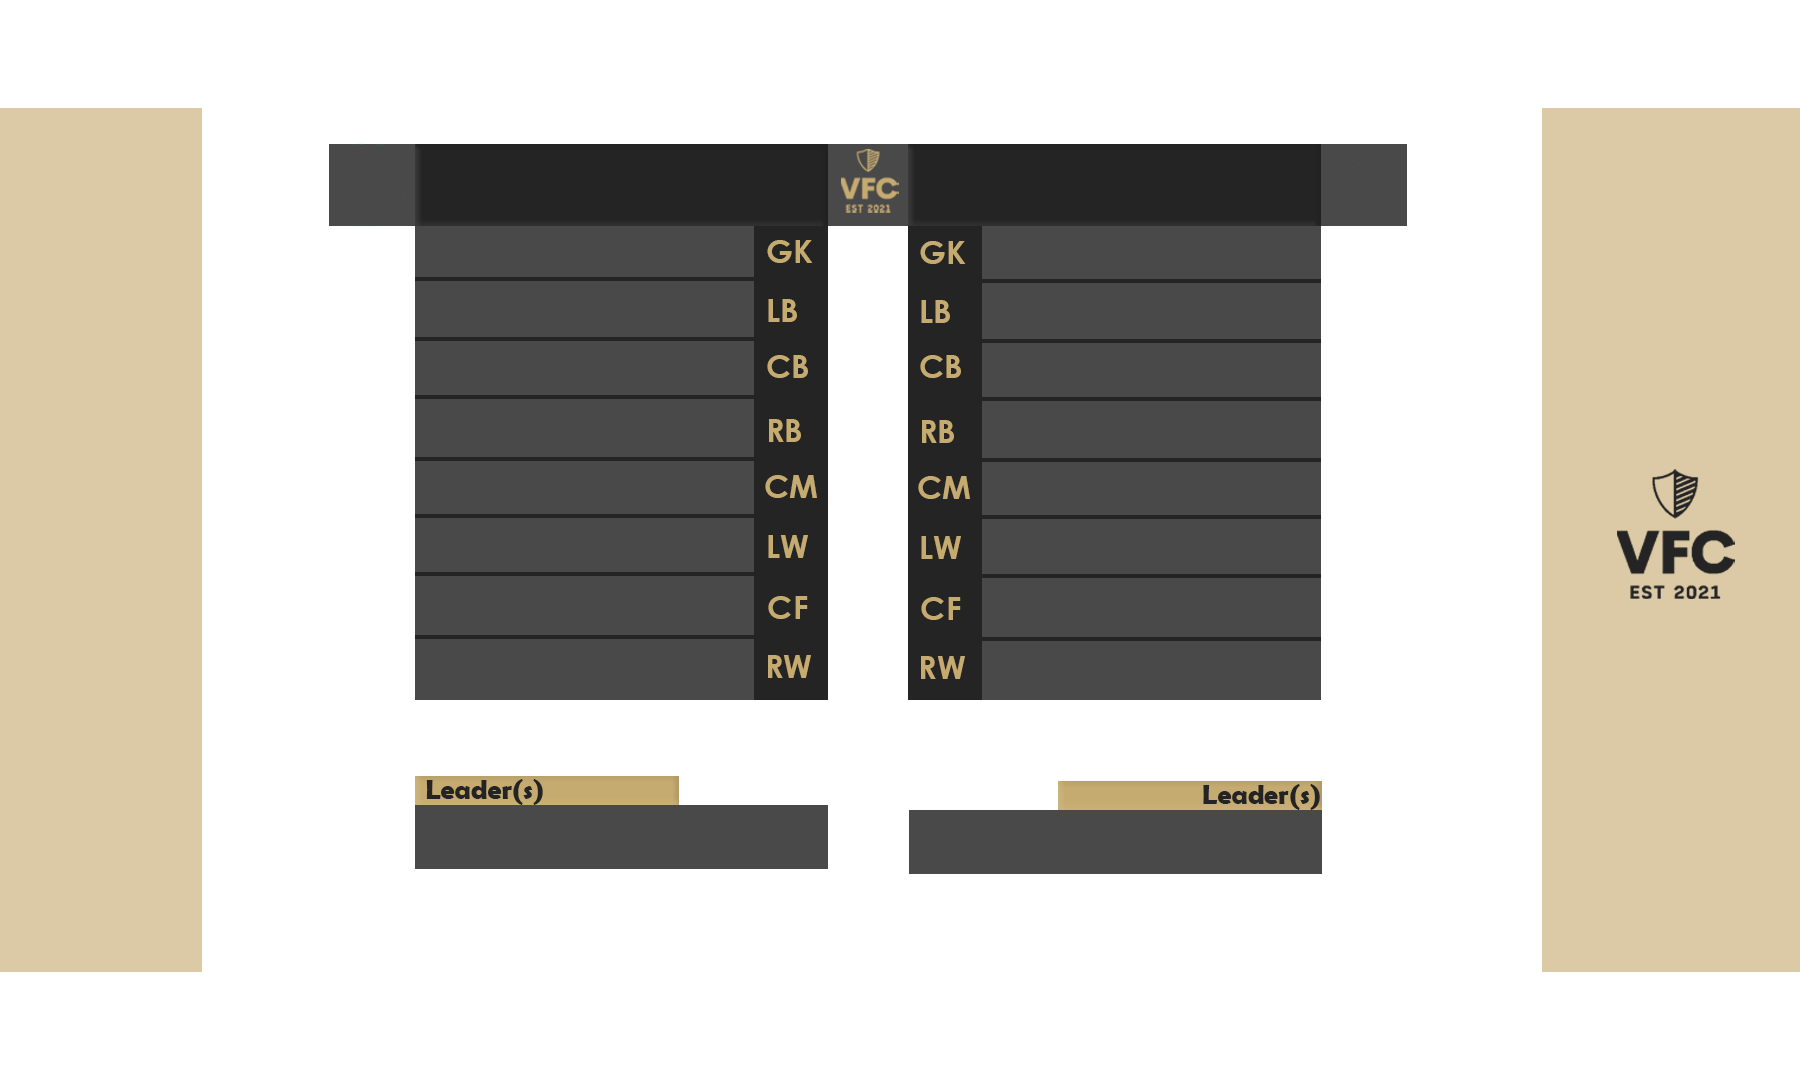 VFC
EST 2021
GK GK
LB LB
CB CB
RB RB
CM CM
LW LW
CF CF
RW RW
VFC
EST 2021
Leader(s)
Leader(s)